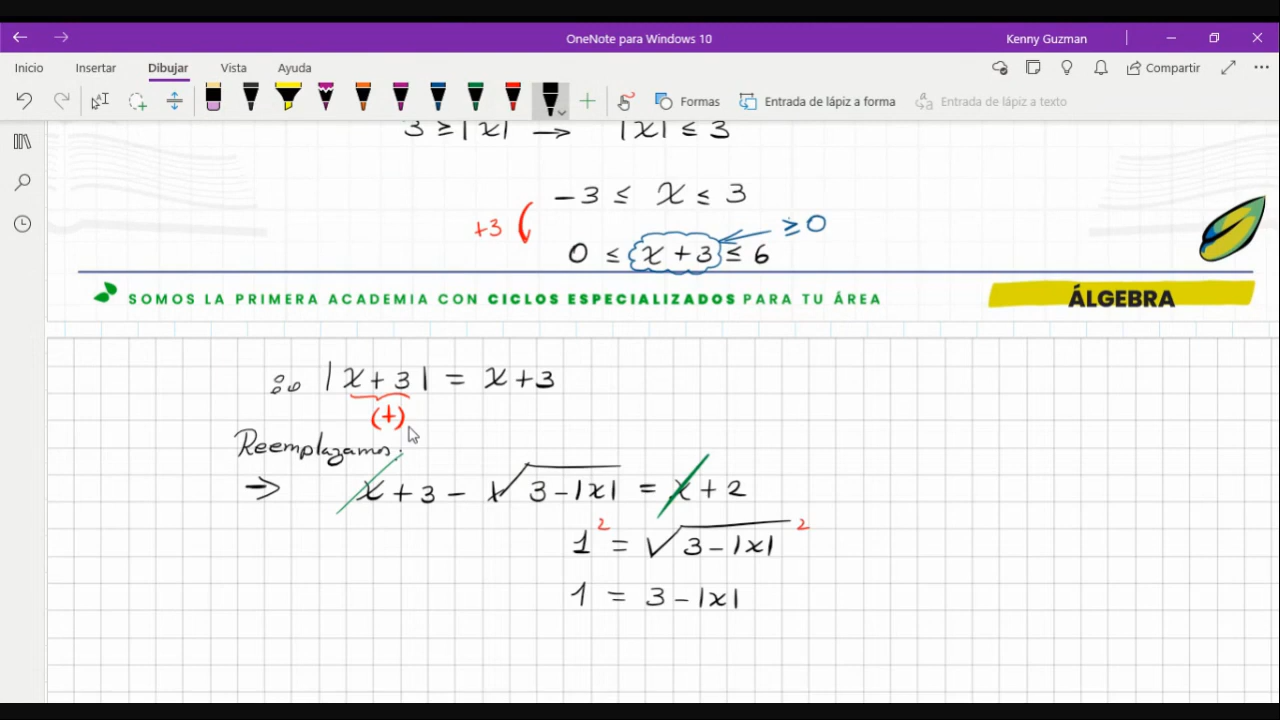 OneNote para Windows 10
Kenny Guzman
Inicio Insertar Dibujar Vista Ayuda
Compartir
Formas Entrada de lápiz a forma Entrada de lápiz a texto
3 ≥ |x| → |x| ≤ 3
-3 ≤ x ≤ 3
+3
≥ 0
0 ≤ x + 3 ≤ 6
SOMOS LA PRIMERA ACADEMIA CON CICLOS ESPECIALIZADOS PARA TU ÁREA
ÁLGEBRA
∴ |x + 3| = x + 3
(+)
Reemplazamos:
⇒ x + 3 - √(3 - |x|) = x + 2
1² = √(3 - |x|)²
1 = 3 - |x|